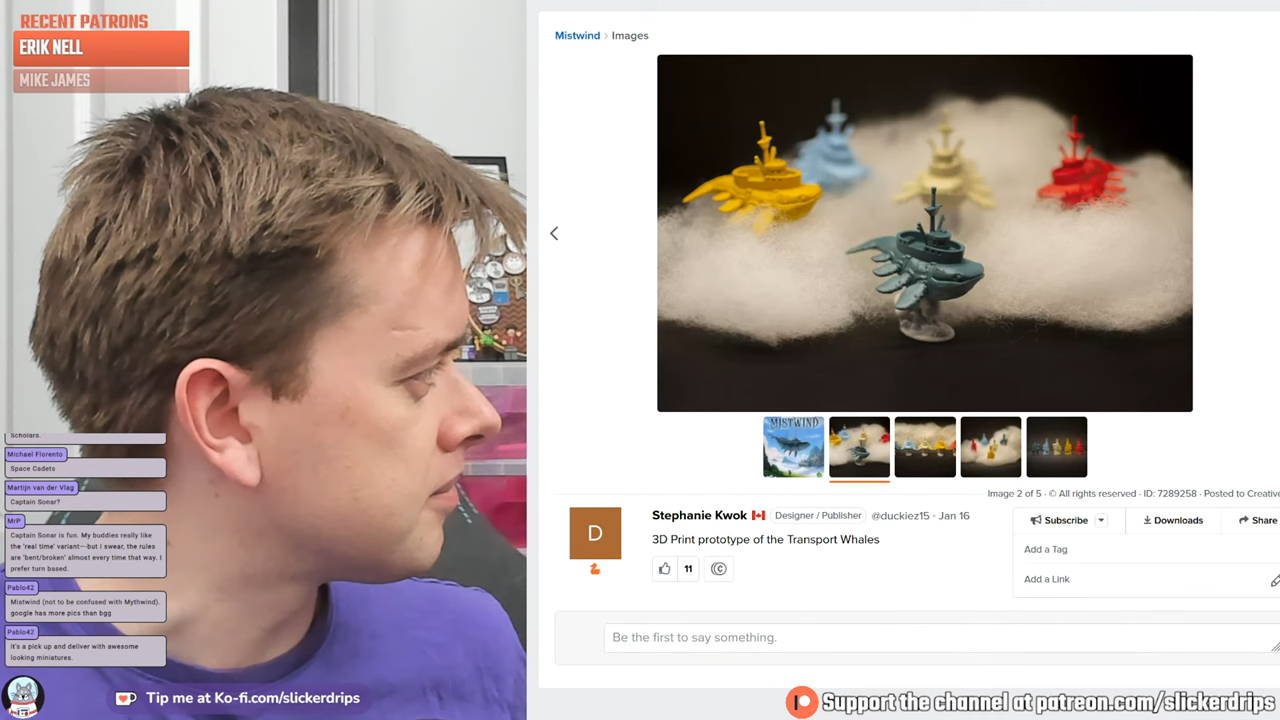 RECENT PATRONS
ERIK NELL
MIKE JAMES
Scholars.
Michael Florento
Space Cadets
Martijn van der Vlag
Captain Sonar?
MrP
Captain Sonar is fun. My buddies really like
the 'real time' variant--but i swear, the rules
are 'bent/broken' almost every time that way. I
prefer turn based.
Pablo42
Mistwind (not to be confused with Mythwind).
google has more pics than bgg
Pablo42
it's a pick up and deliver with awesome
looking miniatures.
Tip me at Ko-fi.com/slickerdrips
Mistwind > Images
MISTWIND
Image 2 of 5 · © All rights reserved · ID: 7289258 · Posted to Creative
D
Stephanie Kwok Designer / Publisher @duckiez15 · Jan 16
3D Print prototype of the Transport Whales
11
Subscribe Downloads Share
Add a Tag
Add a Link
Be the first to say something.
Support the channel at patreon.com/slickerdrips